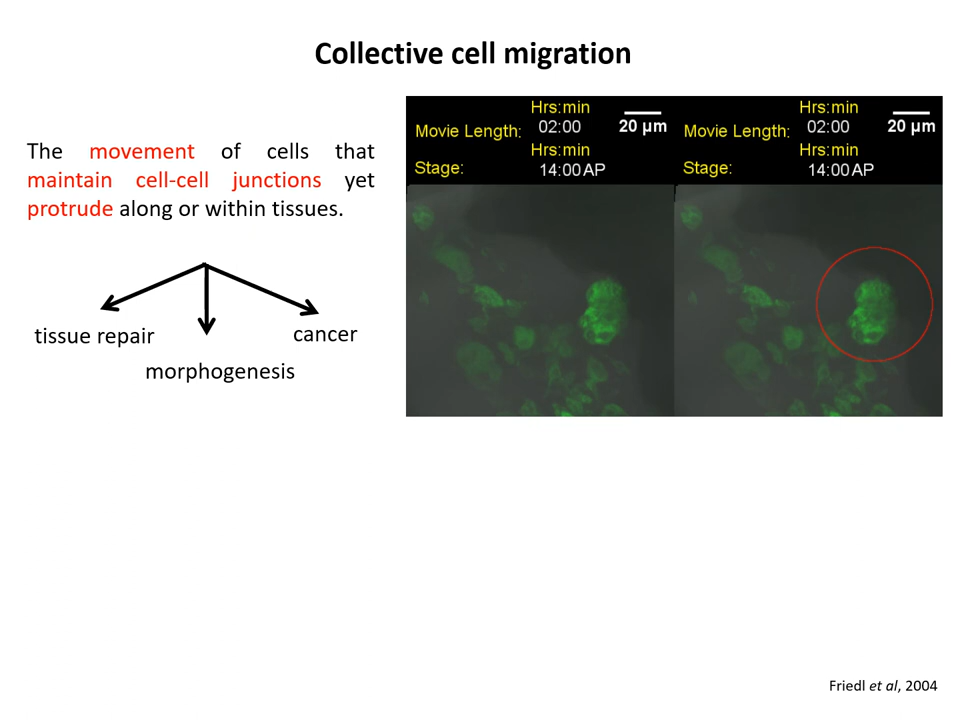 Collective cell migration
The movement of cells that
maintain cell-cell junctions yet
protrude along or within tissues.
tissue repair
cancer
morphogenesis
Hrs:min
Movie Length: 02:00 20 μm
Hrs:min
Stage: 14:00 AP
Hrs:min
Movie Length: 02:00 20 μm
Hrs:min
Stage: 14:00 AP
Friedl et al, 2004